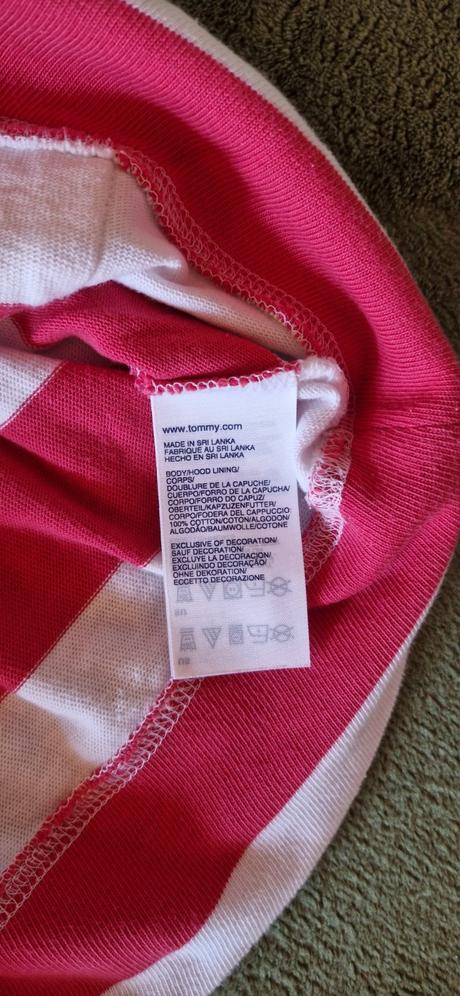 www.tommy.com
MADE IN SRI LANKA
FABRIQUE AU SRI LANKA
HECHO EN SRI LANKA
BODY/HOOD LINING/
CORPS/
DOUBLURE DE LA CAPUCHE/
CUERPO/FORRO DE LA CAPUCHA/
CORPO/FORRO DO CAPUZ/
OBERTEIL/KAPUZENFUTTER/
CORPO/FODERA DEL CAPPUCCIO:
100% COTTON/COTON/ALGODON/
ALGODÃO/BAUMWOLLE/COTONE
EXCLUSIVE OF DECORATION/
SAUF DECORATION/
EXCLUYE LA DECORACION/
EXCLUINDO DECORAÇÃO/
OHNE DEKORATION/
ECCETTO DECORAZIONE